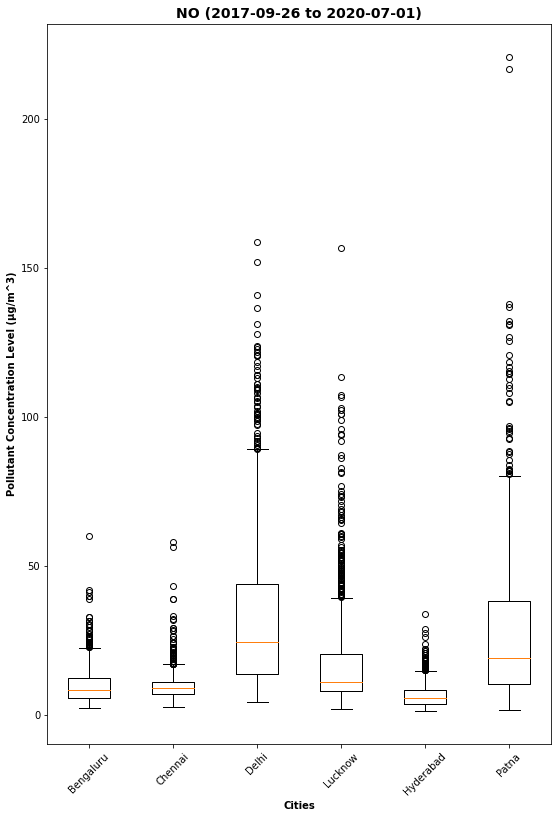 NO (2017-09-26 to 2020-07-01)
200
150
100
50
0
Pollutant Concentration Level (µg/m^3)
Bengaluru
Chennai
Delhi
Lucknow
Hyderabad
Patna
Cities